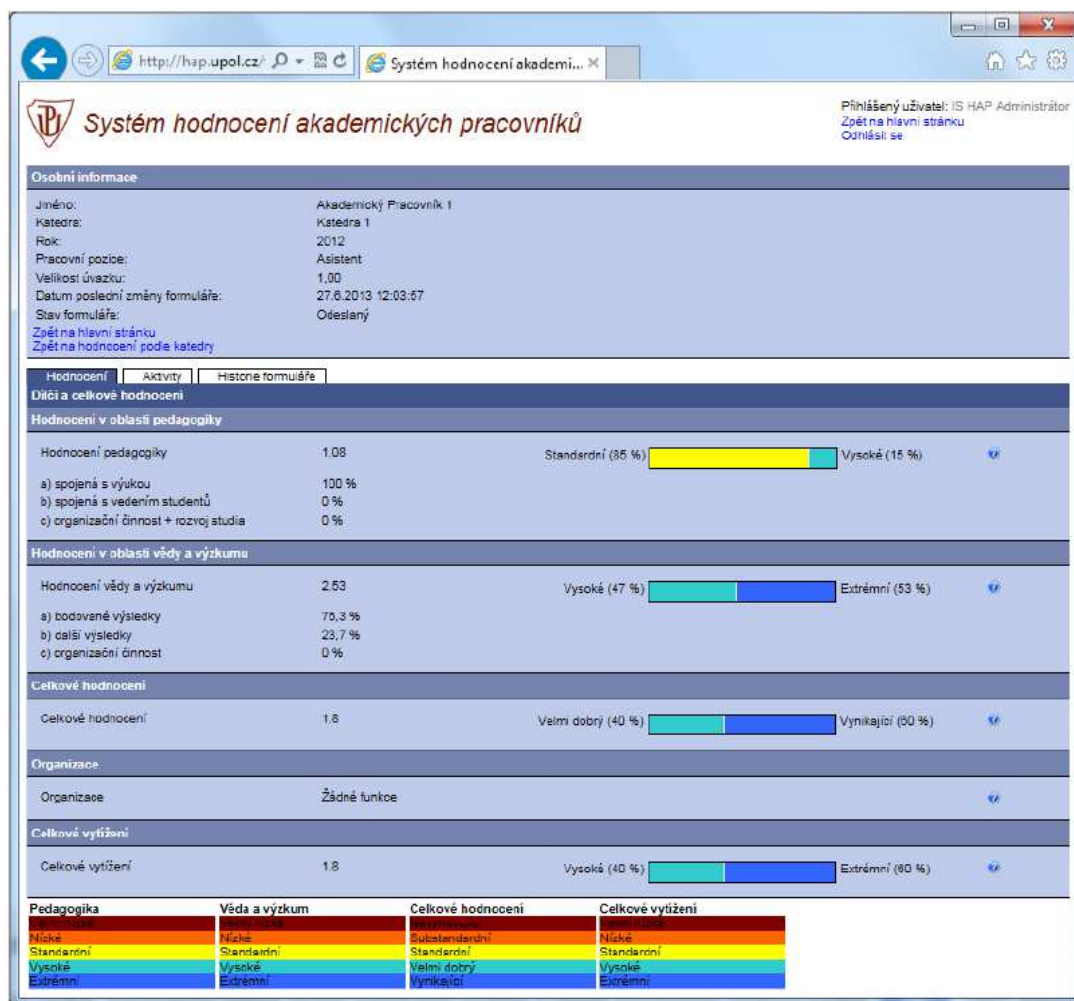 http://hap.upol.cz/
Systém hodnocení akademi...
Systém hodnocení akademických pracovníků
Přihlášený uživatel: IS HAP Administrátor
Zpět na hlavní stránku
Odhlásit se
Osobní informace
Jméno: Akademický Pracovník 1
Katedra: Katedra 1
Rok: 2012
Pracovní pozice: Asistent
Velikost úvazku: 1,00
Datum poslední změny formuláře: 27.6.2013 12:03:57
Stav formuláře: Odeslaný
Zpět na hlavní stránku
Zpět na hodnocení podle katedry
Hodnocení Aktivity Historie formuláře
Dílčí a celkové hodnocení
Hodnocení v oblasti pedagogiky
Hodnocení pedagogiky 1.08 Standardní (85 %) Vysoké (15 %)
a) spojená s výukou 100 %
b) spojená s vedením studentů 0 %
c) organizační činnost + rozvoj studia 0 %
Hodnocení v oblasti vědy a výzkumu
Hodnocení vědy a výzkumu 2.53 Vysoké (47 %) Extrémní (53 %)
a) bodované výsledky 75,3 %
b) další výsledky 23,7 %
c) organizační činnost 0 %
Celkové hodnocení
Celkové hodnocení 1.8 Velmi dobrý (40 %) Vynikající (60 %)
Organizace
Organizace Žádné funkce
Celkové vytížení
Celkové vytížení 1.8 Vysoké (40 %) Extrémní (60 %)
Pedagogika Věda a výzkum Celkové hodnocení Celkové vytížení
Nízké Nízké Substandardní Nízké
Standardní Standardní Standardní Standardní
Vysoké Vysoké Velmi dobrý Vysoké
Extrémní Extrémní Vynikající Extrémní